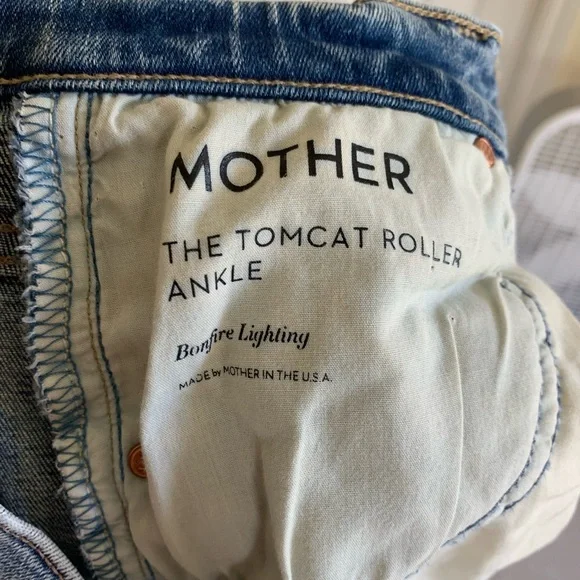 MOTHER
THE TOMCAT ROLLER
ANKLE
Bonfire Lighting
MADE by MOTHER IN THE U.S.A.